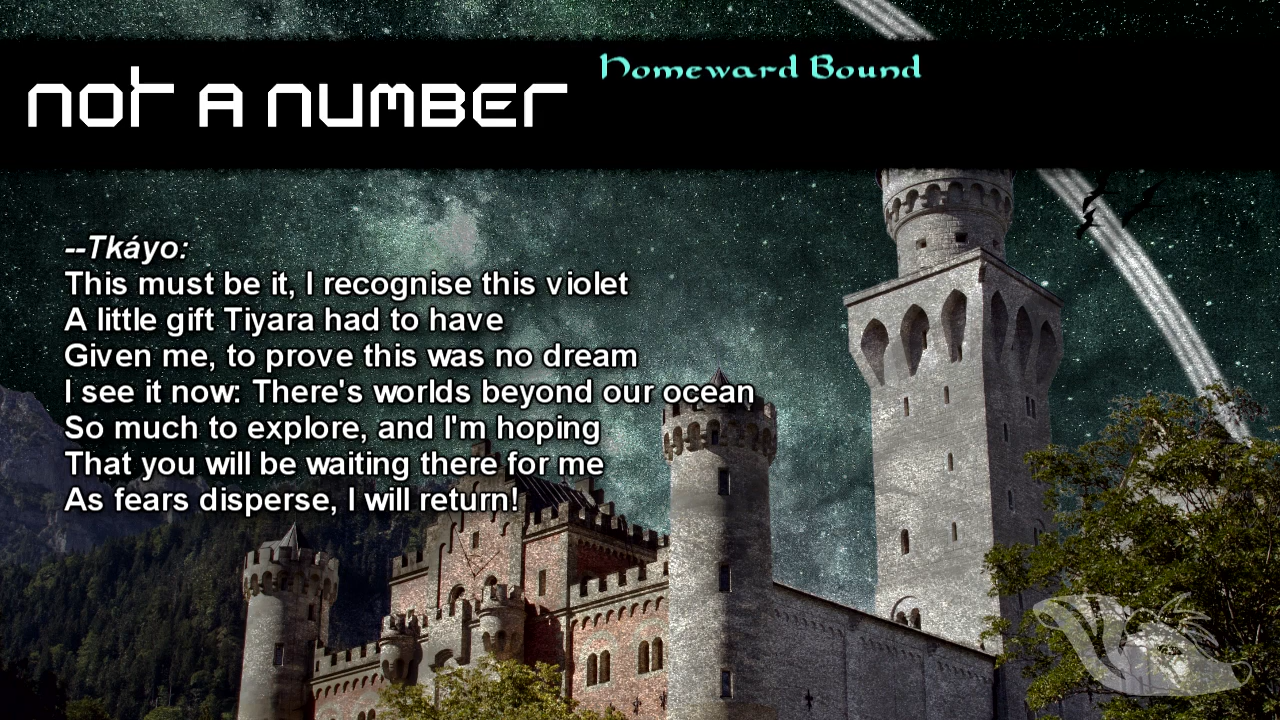 not a number
Homeward Bound
--Tkáyo:
This must be it, I recognise this violet
A little gift Tiyara had to have
Given me, to prove this was no dream
I see it now: There's worlds beyond our ocean
So much to explore, and I'm hoping
That you will be waiting there for me
As fears disperse, I will return!